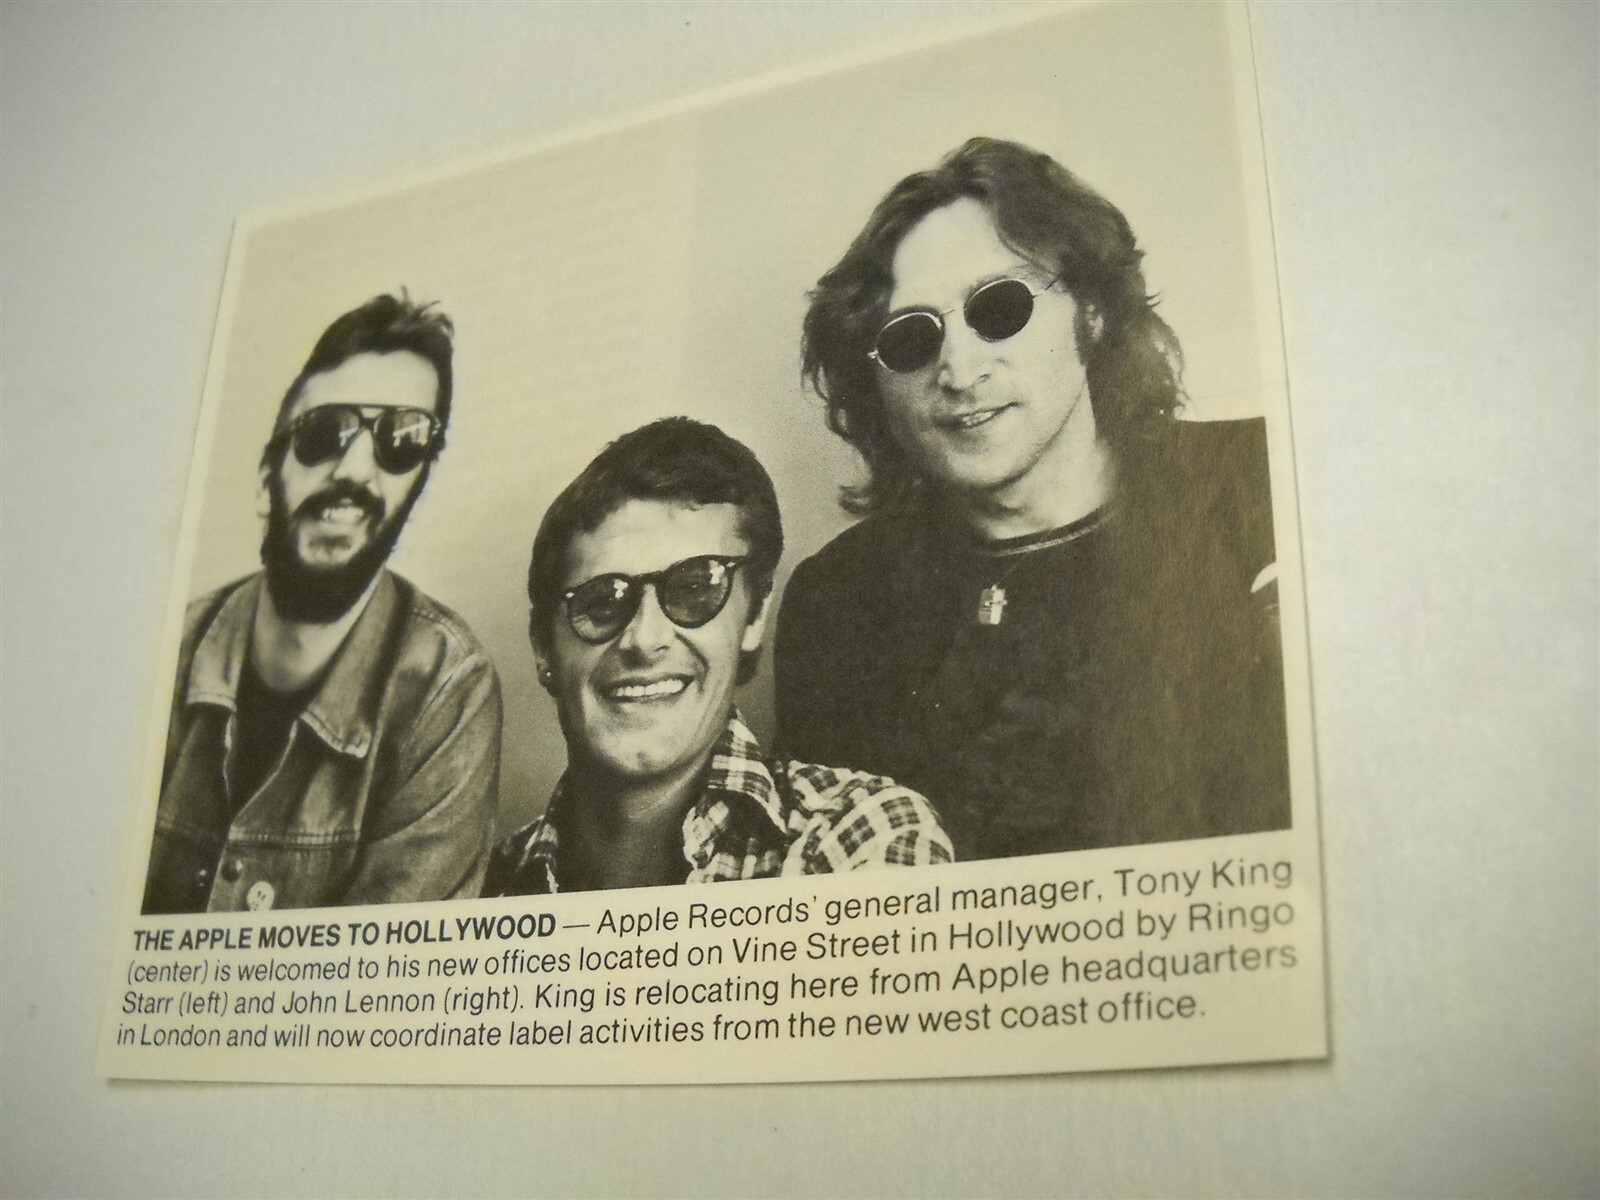 THE APPLE MOVES TO HOLLYWOOD — Apple Records' general manager, Tony King
(center) is welcomed to his new offices located on Vine Street in Hollywood by Ringo
Starr (left) and John Lennon (right). King is relocating here from Apple headquarters
in London and will now coordinate label activities from the new west coast office.